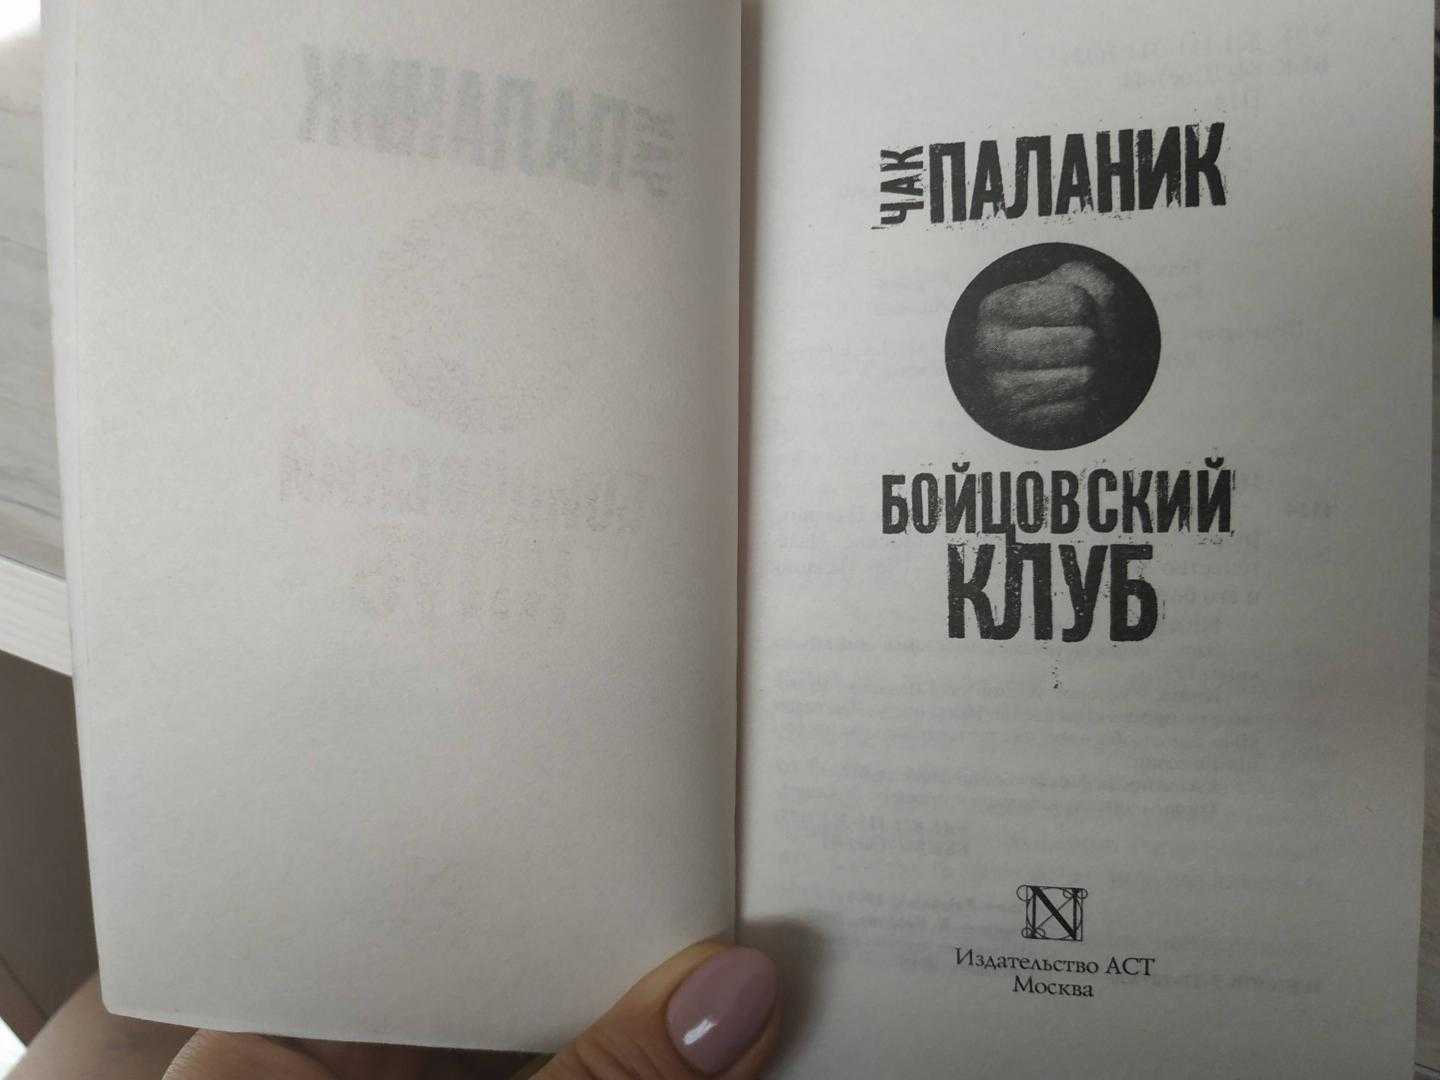 ЧАК ПАЛАНИК
БОЙЦОВСКИЙ
КЛУБ
N
Издательство АСТ
Москва